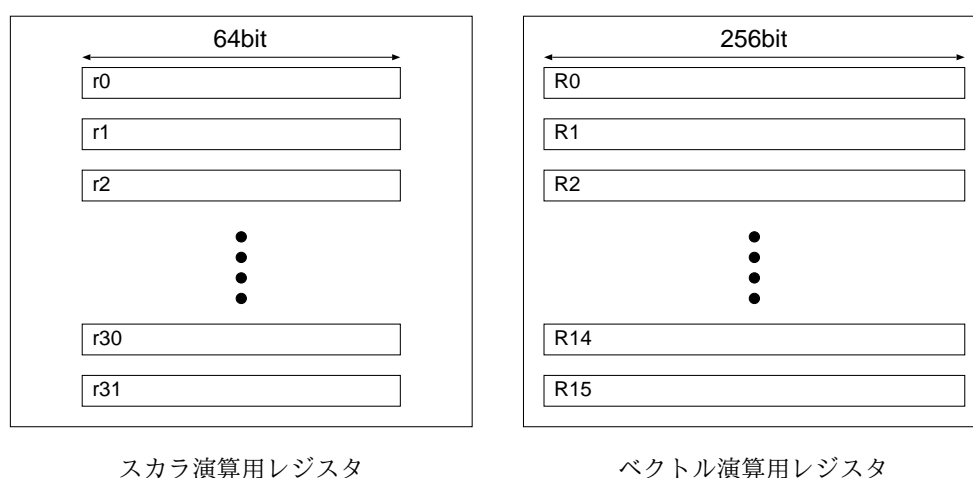 64bit
r0
r1
r2
r30
r31
スカラ演算用レジスタ
256bit
R0
R1
R2
R14
R15
ベクトル演算用レジスタ